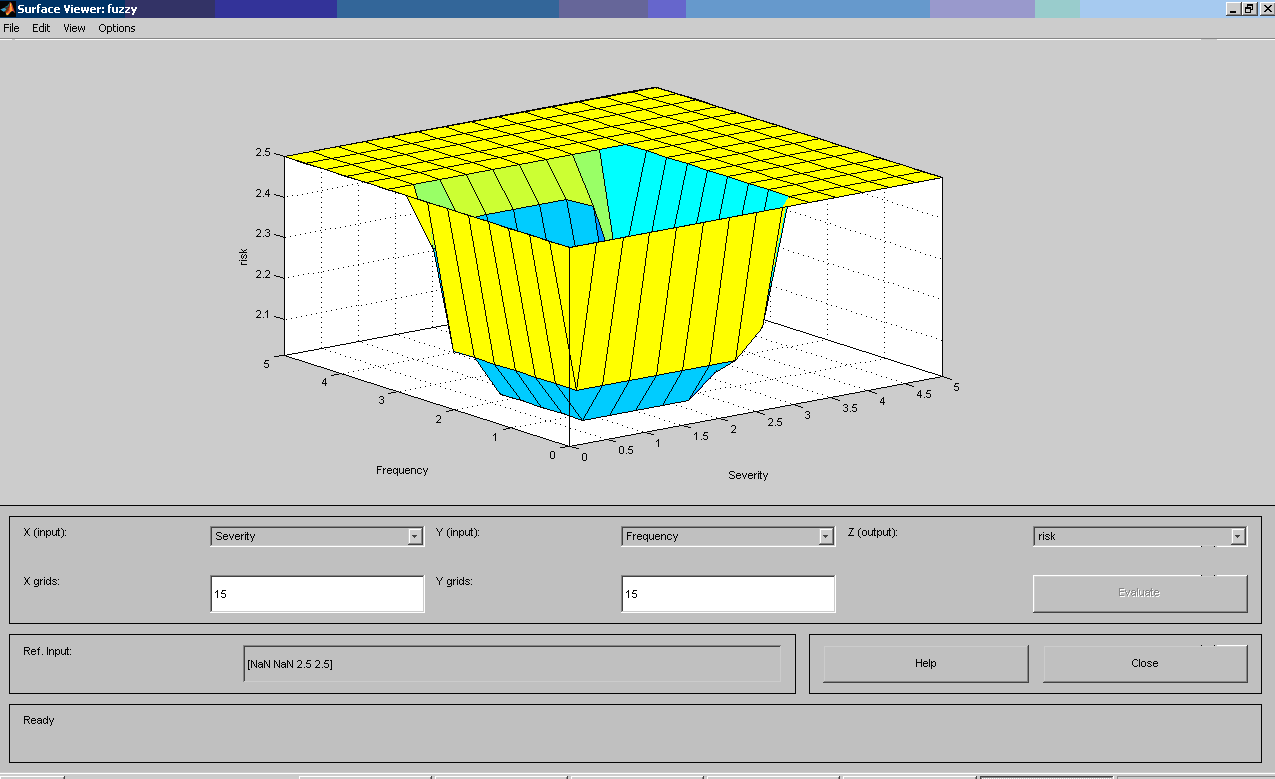 Surface Viewer: fuzzy
File Edit View Options
2.5
2.4
2.3
2.2
2.1
risk
5
4
3
2
1
0
Frequency
0
0.5
1
1.5
2
2.5
3
3.5
4
4.5
5
Severity
X (input): Severity Y (input): Frequency Z (output): risk
X grids: 15 Y grids: 15 Evaluate
Ref. Input: [NaN NaN 2.5 2.5] Help Close
Ready